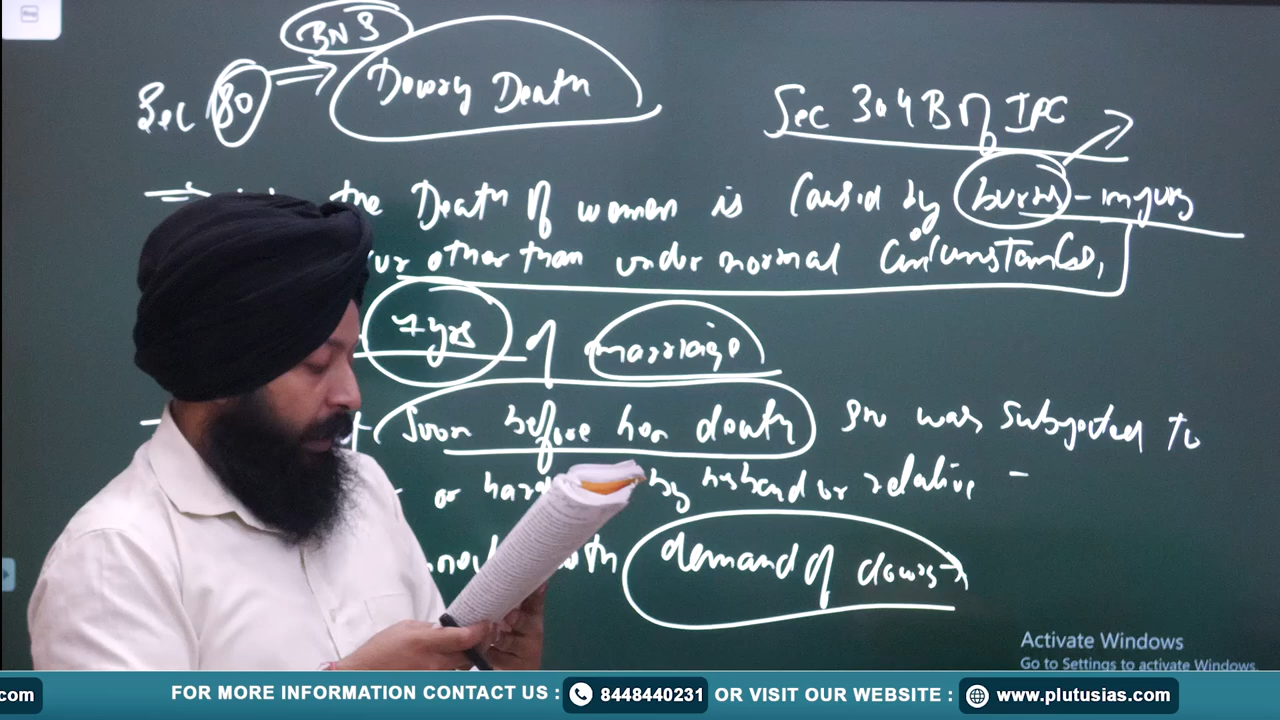 BNS
Sec 80 ⇒ Dowry Death
Sec 304B of IPC
⇒ the Death of women is caused by burns - injury
other than under normal circumstances,
7 yrs of marriage
Soon before her death she was subjected to
or by husband or relative -
demand of dowry
Activate Windows
Go to Settings to activate Windows.
.com
FOR MORE INFORMATION CONTACT US : 8448440231 OR VISIT OUR WEBSITE : www.plutusias.com